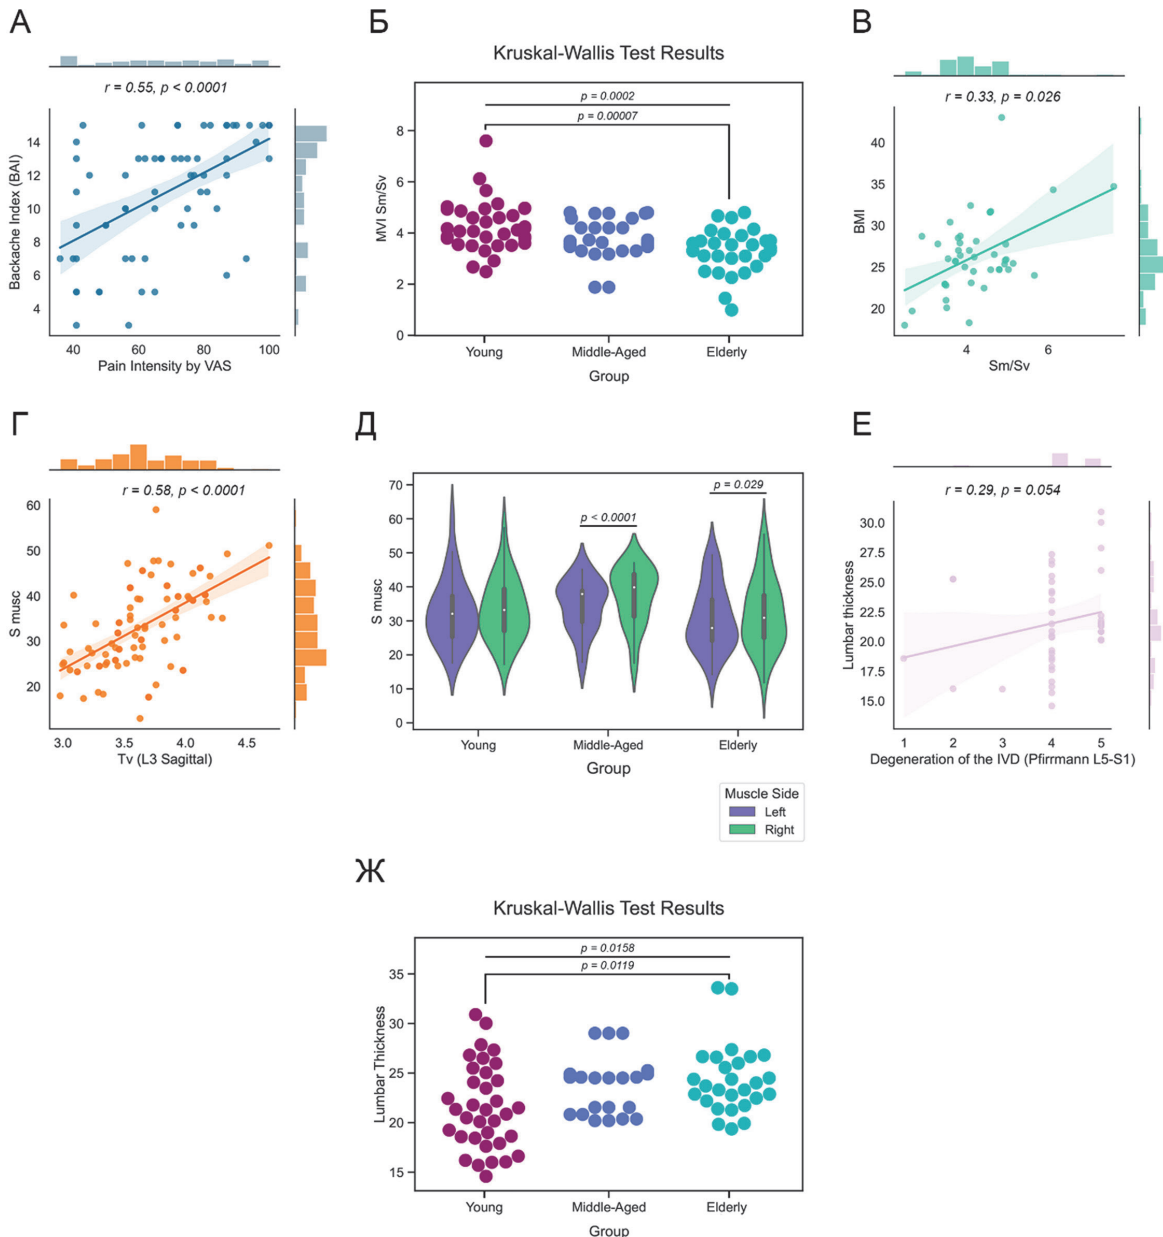 А
r = 0.55, p < 0.0001
Backache Index (BAI)
14
12
10
8
6
4
40 60 80 100
Pain Intensity by VAS
Б
Kruskal-Wallis Test Results
p = 0.0002
p = 0.00007
MVI Sm/Sv
8
6
4
2
0
Young Middle-Aged Elderly
Group
В
r = 0.33, p = 0.026
BMI
40
35
30
25
20
4 6
Sm/Sv
Г
r = 0.58, p < 0.0001
S musc
60
50
40
30
20
3.0 3.5 4.0 4.5
Tv (L3 Sagittal)
Д
p < 0.0001
p = 0.029
S musc
70
60
50
40
30
20
10
0
Young Middle-Aged Elderly
Group
Muscle Side
Left
Right
Е
r = 0.29, p = 0.054
Lumbar thickness
30.0
27.5
25.0
22.5
20.0
17.5
15.0
1 2 3 4 5
Degeneration of the IVD (Pfirrmann L5-S1)
Ж
Kruskal-Wallis Test Results
p = 0.0158
p = 0.0119
Lumbar Thickness
35
30
25
20
15
Young Middle-Aged Elderly
Group